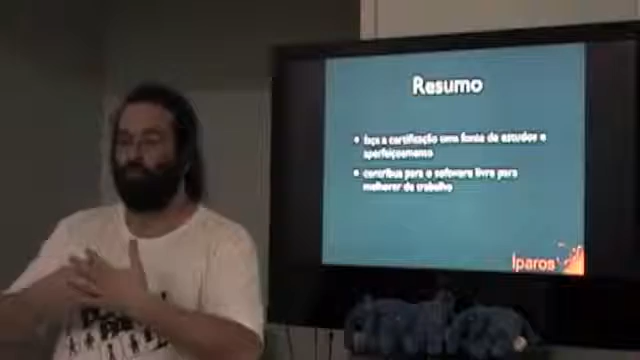 Resumo
• faça a certificação uma fonte de estudos e
aperfeiçoamento
• contribua para o software livre para
melhorar de trabalho
Iparos